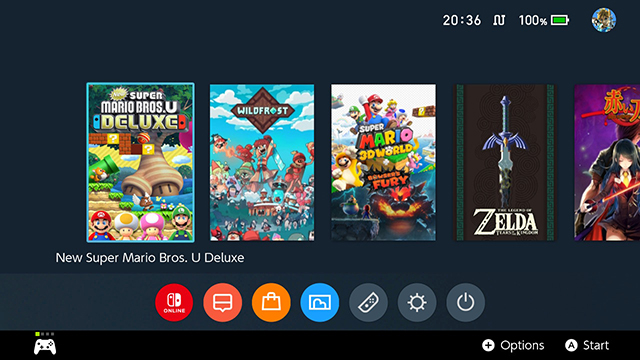 20:36
100%
NEW
SUPER
MARIO BROS. U
DELUXE
WILDFROST
SUPER
MARIO
3D WORLD
+
BOWSER'S
FURY
THE LEGEND OF
ZELDA
TEARS OF THE KINGDOM
New Super Mario Bros. U Deluxe
ONLINE
Options
Start